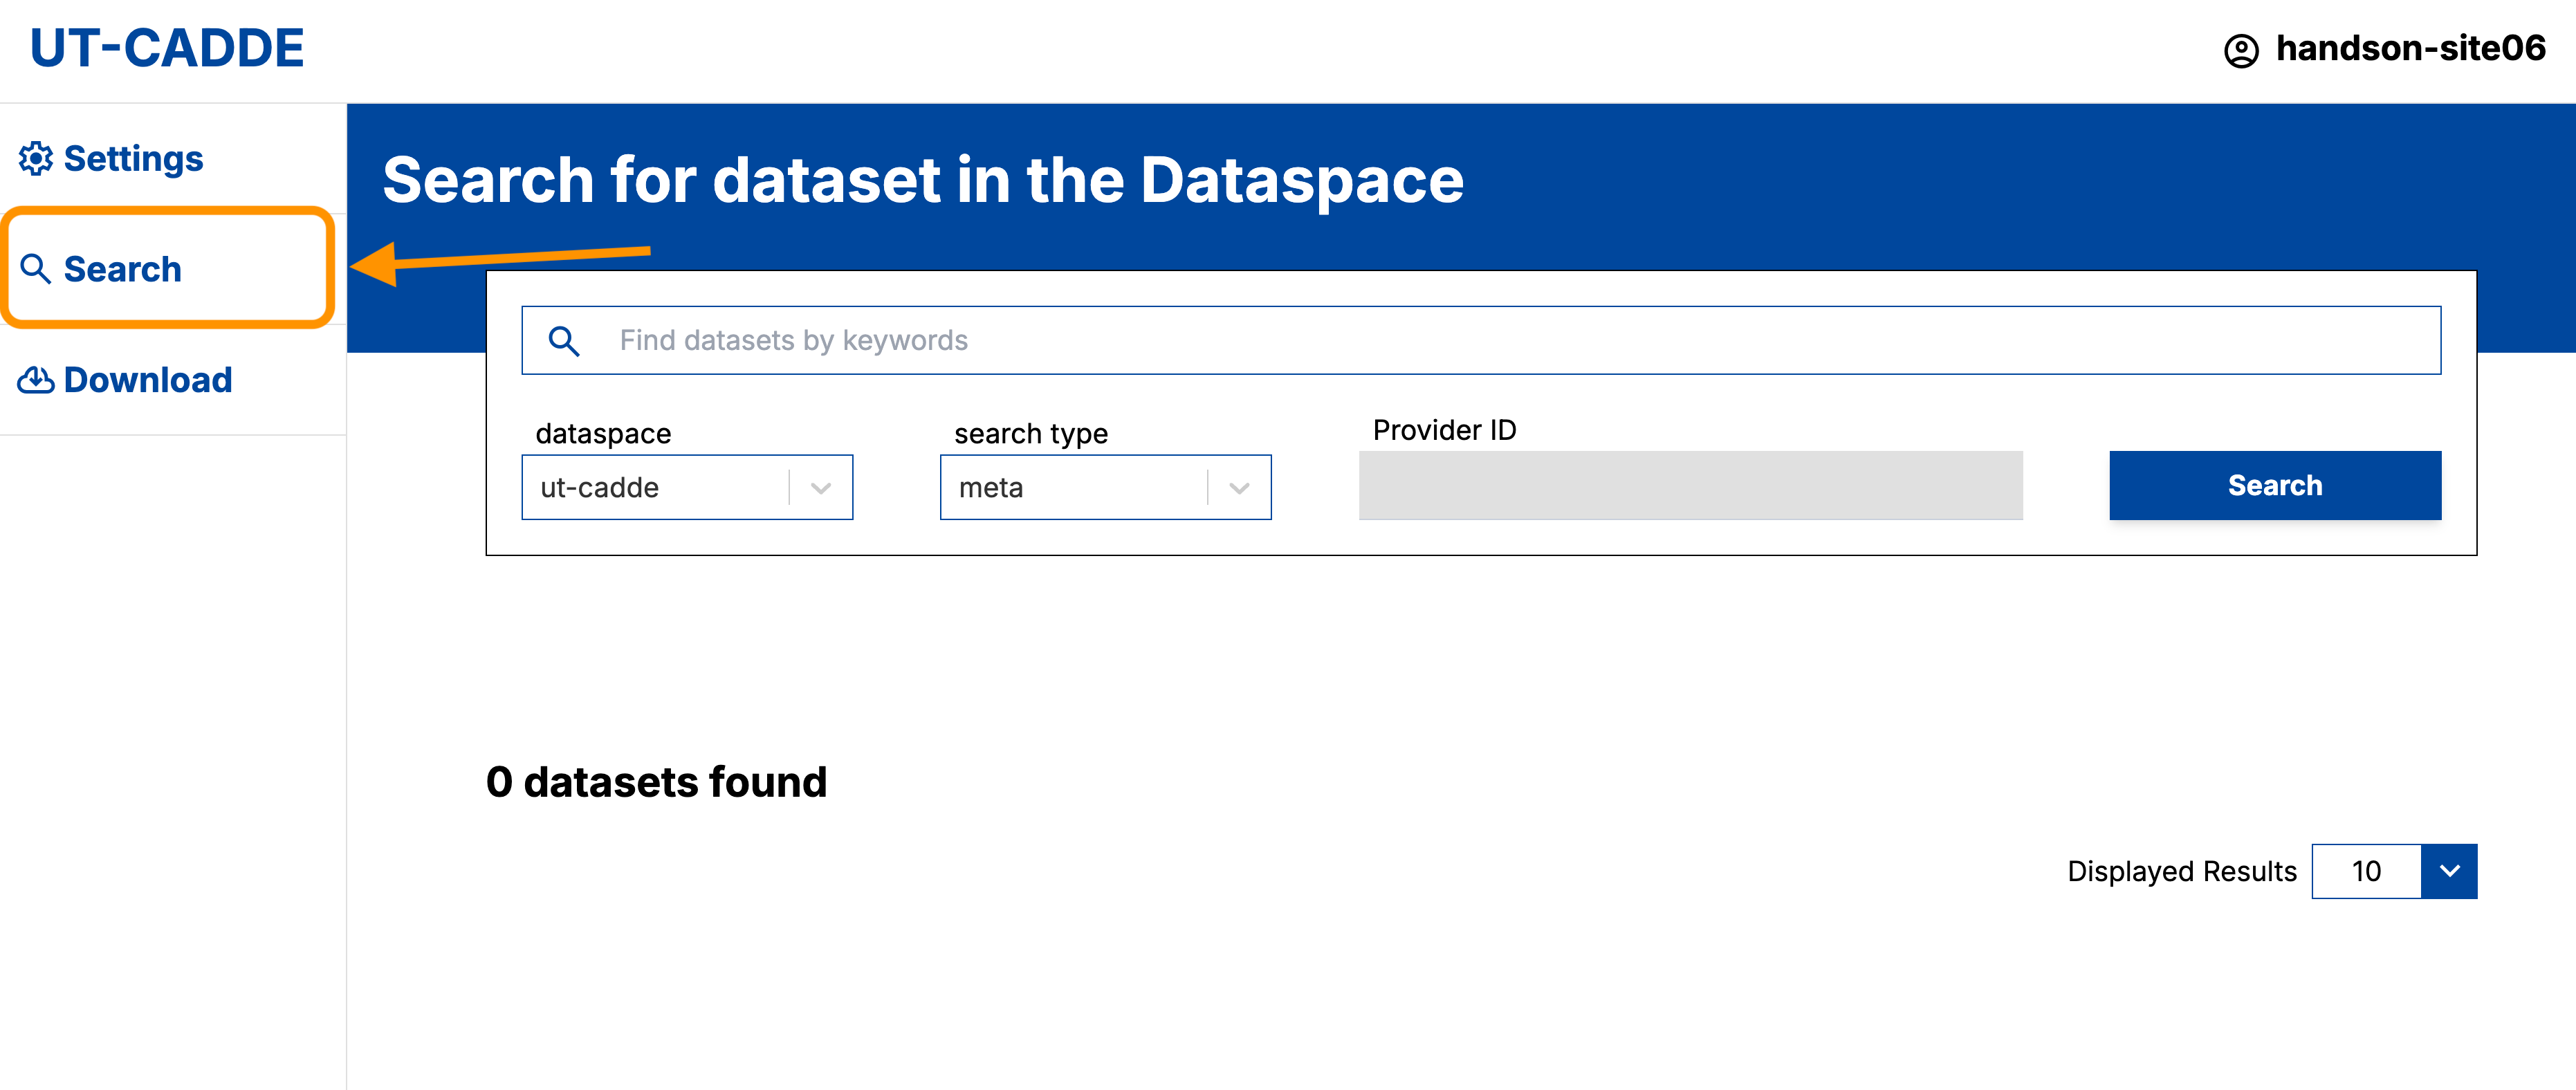 UT-CADDE
handson-site06
Settings
Search
Download
Search for dataset in the Dataspace
Find datasets by keywords
dataspace
search type
Provider ID
ut-cadde
meta
Search
0 datasets found
Displayed Results 10